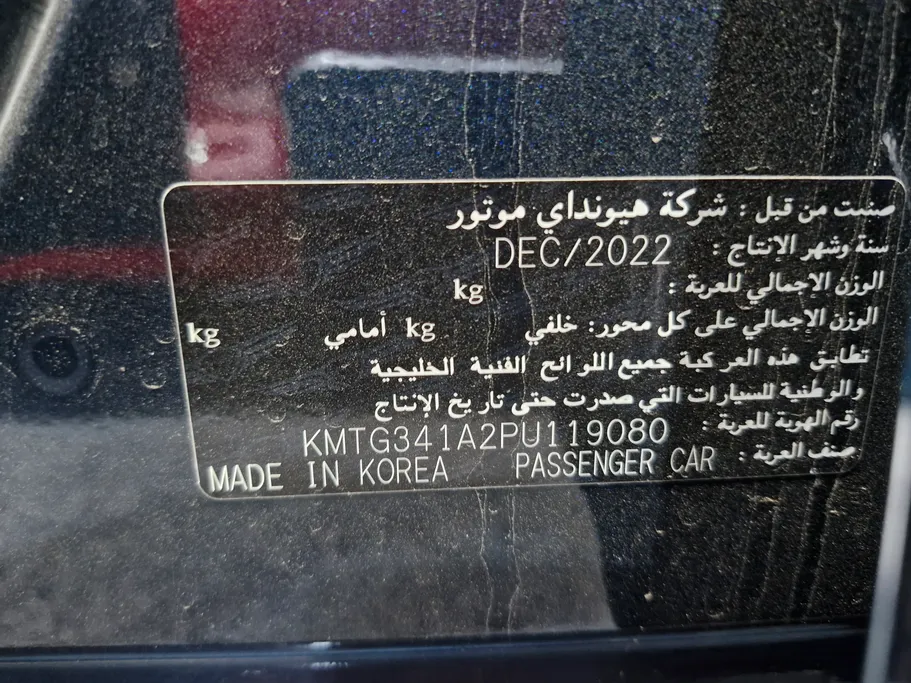 صنعت من قبل : شركة هيونداي موتور
سنة وشهر الإنتاج : DEC/2022
الوزن الإجمالي للعربة : kg
الوزن الإجمالي على كل محور: خلفي kg أمامي kg
تطابق هذه المركبة جميع اللوائح الفنية الخليجية
والوطنية للسيارات التي صدرت حتى تاريخ الإنتاج
رقم الهوية للعربة : KMTG341A2PU119080
صنف العربة : PASSENGER CAR MADE IN KOREA